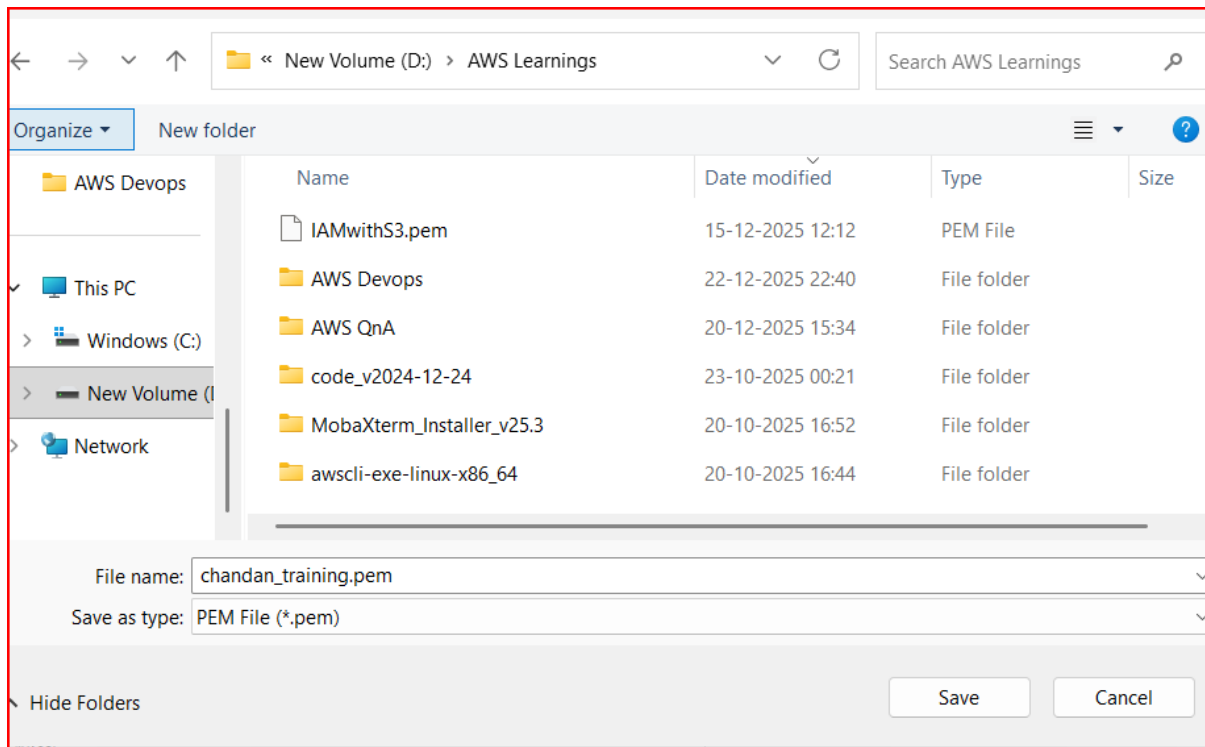 « New Volume (D:) > AWS Learnings
Search AWS Learnings
Organize
New folder
?
AWS Devops
This PC
Windows (C:)
New Volume (
Network
Name Date modified Type Size
IAMwithS3.pem 15-12-2025 12:12 PEM File
AWS Devops 22-12-2025 22:40 File folder
AWS QnA 20-12-2025 15:34 File folder
code_v2024-12-24 23-10-2025 00:21 File folder
MobaXterm_Installer_v25.3 20-10-2025 16:52 File folder
awscli-exe-linux-x86_64 20-10-2025 16:44 File folder
File name: chandan_training.pem
Save as type: PEM File (*.pem)
Hide Folders
Save
Cancel